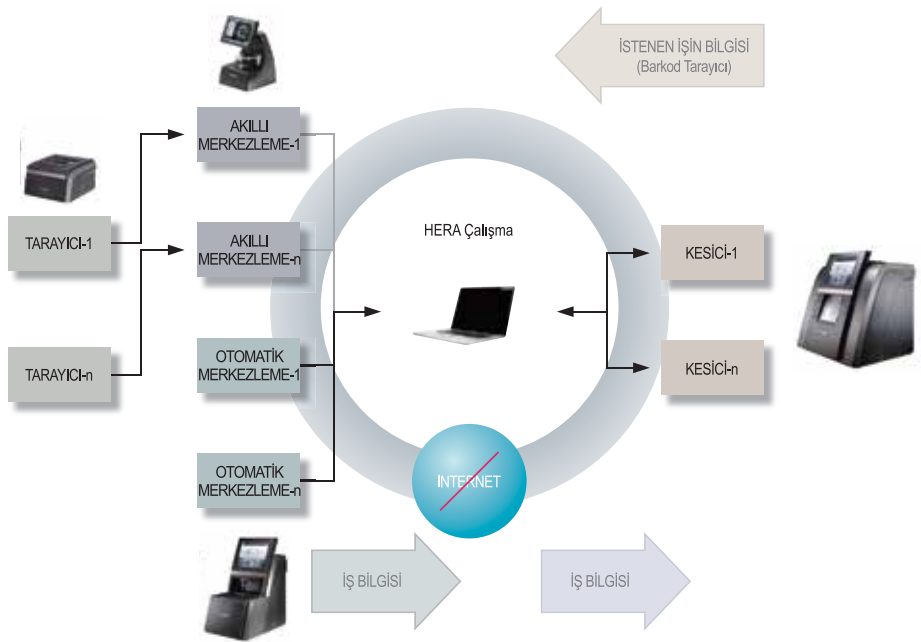 İSTENEN İŞİN BİLGİSİ
(Barkod Tarayıcı)
AKILLI
MERKEZLEME-1
TARAYICI-1
AKILLI
MERKEZLEME-n
HERA Çalışma
KESİCİ-1
TARAYICI-n
OTOMATİK
MERKEZLEME-1
KESİCİ-n
OTOMATİK
MERKEZLEME-n
İNTERNET
İŞ BİLGİSİ
İŞ BİLGİSİ